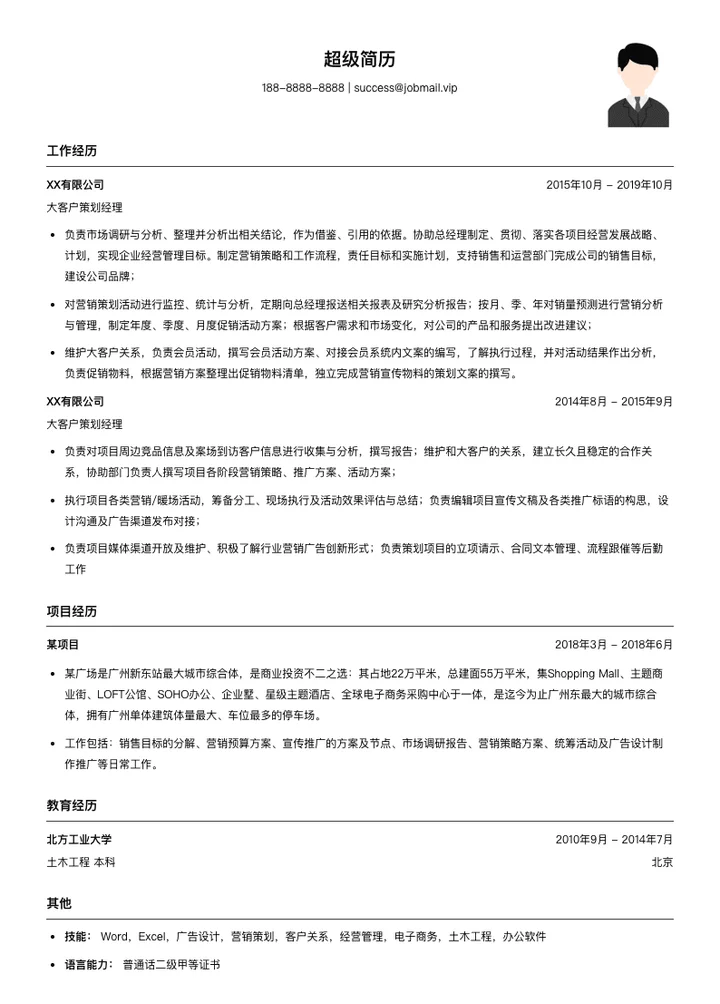 超级简历
188-8888-8888 | success@jobmail.vip
工作经历
XX有限公司 2015年10月 – 2019年10月
大客户策划经理
• 负责市场调研与分析、整理并分析出相关结论，作为借鉴、引用的依据。协助总经理制定、贯彻、落实各项目经营发展战略、
计划，实现企业经营管理目标。制定营销策略和工作流程，责任目标和实施计划，支持销售和运营部门完成公司的销售目标，
建设公司品牌；
• 对营销策划活动进行监控、统计与分析，定期向总经理报送相关报表及研究分析报告；按月、季、年对销量预测进行营销分析
与管理，制定年度、季度、月度促销活动方案；根据客户需求和市场变化，对公司的产品和服务提出改进建议；
• 维护大客户关系，负责会员活动，撰写会员活动方案、对接会员系统内文案的编写，了解执行过程，并对活动结果作出分析，
负责促销物料，根据营销方案整理出促销物料清单，独立完成营销宣传物料的策划文案的撰写。
XX有限公司 2014年8月 – 2015年9月
大客户策划经理
• 负责对项目周边竞品信息及案场到访客户信息进行收集与分析，撰写报告；维护和大客户的关系，建立长久且稳定的合作关
系，协助部门负责人撰写项目各阶段营销策略、推广方案、活动方案；
• 执行项目各类营销/暖场活动，筹备分工、现场执行及活动效果评估与总结；负责编辑项目宣传文稿及各类推广标语的构思，设
计沟通及广告渠道发布对接；
• 负责项目媒体渠道开放及维护、积极了解行业营销广告创新形式；负责策划项目的立项请示、合同文本管理、流程跟催等后勤
工作
项目经历
某项目 2018年3月 – 2018年6月
• 某广场是广州新东站最大城市综合体，是商业投资不二之选：其占地22万平米，总建面55万平米，集Shopping Mall、主题商
业街、LOFT公馆、SOHO办公、企业墅、星级主题酒店、全球电子商务采购中心于一体，是迄今为止广州东最大的城市综合
体，拥有广州单体建筑体量最大、车位最多的停车场。
• 工作包括：销售目标的分解、营销预算方案、宣传推广的方案及节点、市场调研报告、营销策略方案、统筹活动及广告设计制
作推广等日常工作。
教育经历
北方工业大学 2010年9月 – 2014年7月
土木工程 本科 北京
其他
• 技能： Word，Excel，广告设计，营销策划，客户关系，经营管理，电子商务，土木工程，办公软件
• 语言能力： 普通话二级甲等证书